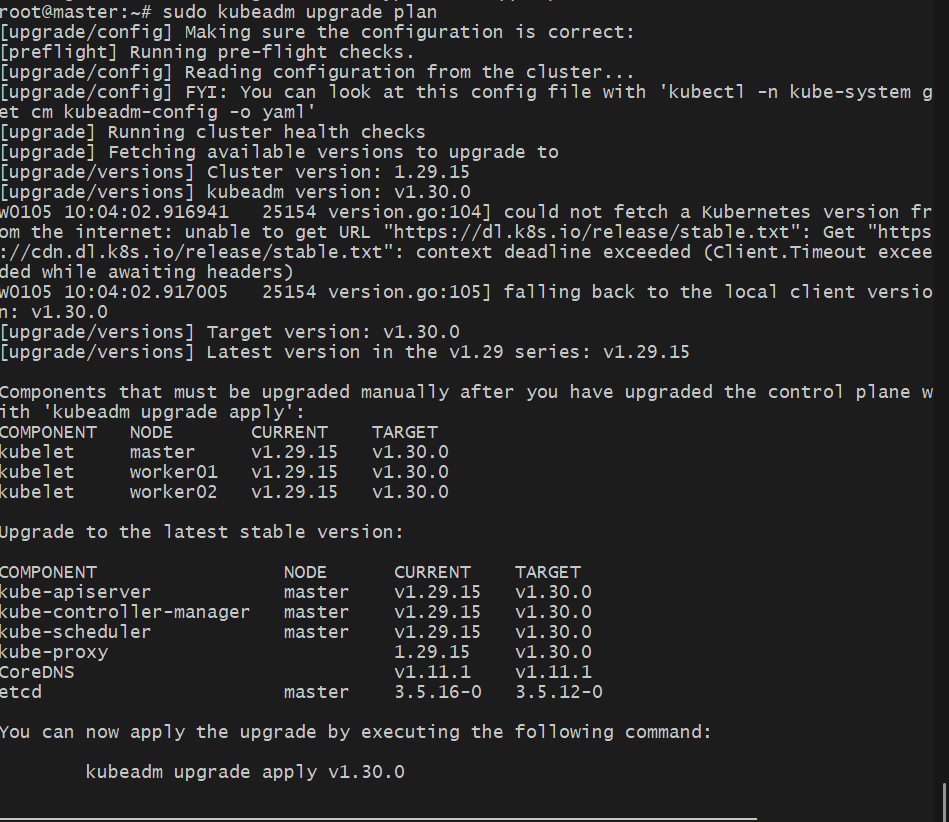 root@master:~# sudo kubeadm upgrade plan
[upgrade/config] Making sure the configuration is correct:
[preflight] Running pre-flight checks.
[upgrade/config] Reading configuration from the cluster...
[upgrade/config] FYI: You can look at this config file with 'kubectl -n kube-system g
et cm kubeadm-config -o yaml'
[upgrade] Running cluster health checks
[upgrade] Fetching available versions to upgrade to
[upgrade/versions] Cluster version: 1.29.15
[upgrade/versions] kubeadm version: v1.30.0
W0105 10:04:02.916941   25154 version.go:104] could not fetch a Kubernetes version fr
om the internet: unable to get URL "https://dl.k8s.io/release/stable.txt": Get "https
://cdn.dl.k8s.io/release/stable.txt": context deadline exceeded (Client.Timeout excee
ded while awaiting headers)
W0105 10:04:02.917005   25154 version.go:105] falling back to the local client versio
n: v1.30.0
[upgrade/versions] Target version: v1.30.0
[upgrade/versions] Latest version in the v1.29 series: v1.29.15
Components that must be upgraded manually after you have upgraded the control plane w
ith 'kubeadm upgrade apply':
COMPONENT   NODE       CURRENT    TARGET
kubelet     master     v1.29.15   v1.30.0
kubelet     worker01   v1.29.15   v1.30.0
kubelet     worker02   v1.29.15   v1.30.0
Upgrade to the latest stable version:
COMPONENT                 NODE      CURRENT    TARGET
kube-apiserver            master    v1.29.15   v1.30.0
kube-controller-manager   master    v1.29.15   v1.30.0
kube-scheduler            master    v1.29.15   v1.30.0
kube-proxy                          1.29.15    v1.30.0
CoreDNS                             v1.11.1    v1.11.1
etcd                      master    3.5.16-0   3.5.12-0
You can now apply the upgrade by executing the following command:
kubeadm upgrade apply v1.30.0